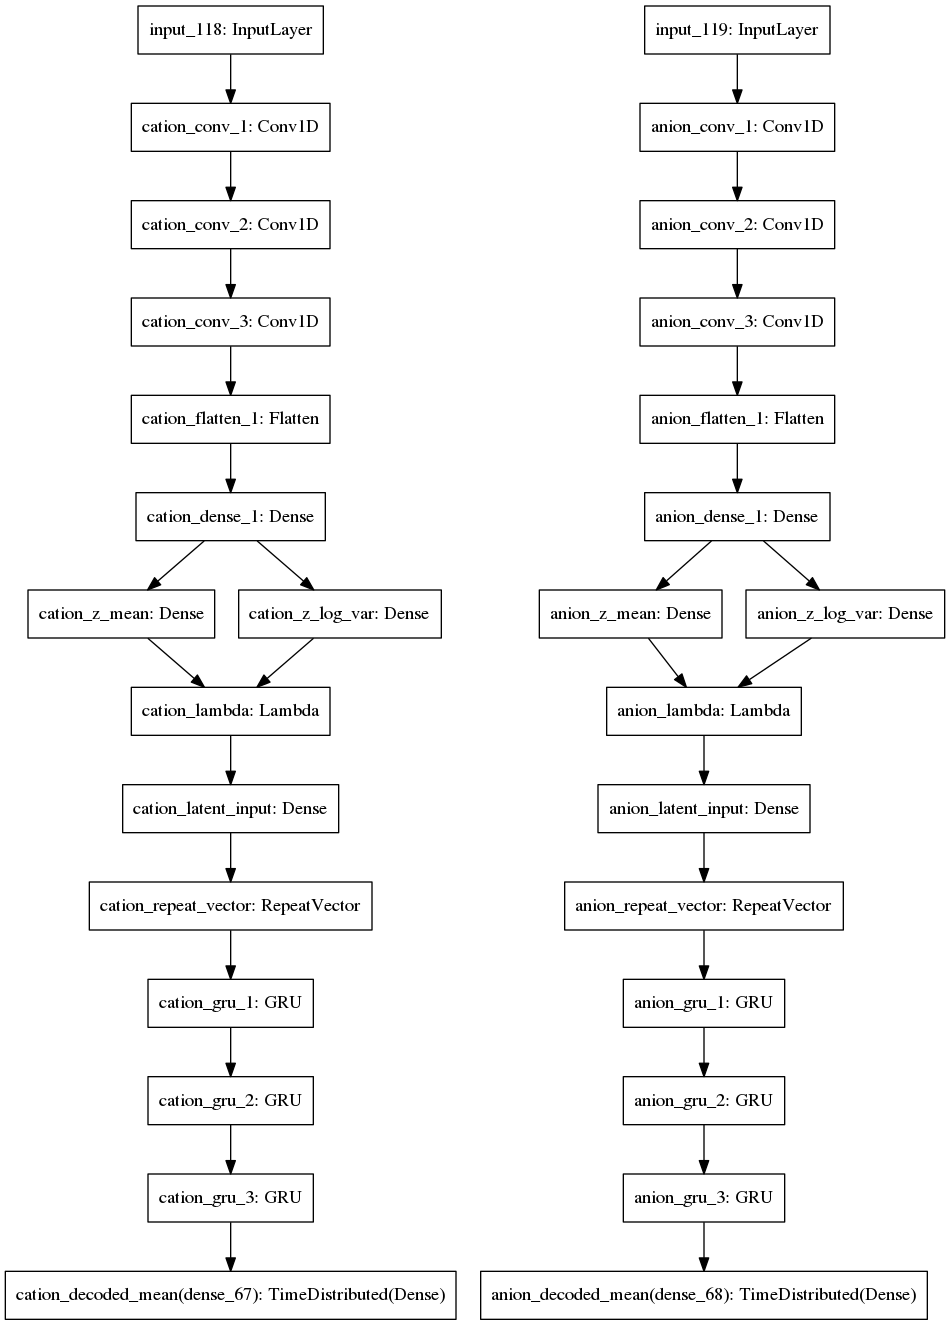 input_118: InputLayer
cation_conv_1: Conv1D
cation_conv_2: Conv1D
cation_conv_3: Conv1D
cation_flatten_1: Flatten
cation_dense_1: Dense
cation_z_mean: Dense
cation_z_log_var: Dense
cation_lambda: Lambda
cation_latent_input: Dense
cation_repeat_vector: RepeatVector
cation_gru_1: GRU
cation_gru_2: GRU
cation_gru_3: GRU
cation_decoded_mean(dense_67): TimeDistributed(Dense)
input_119: InputLayer
anion_conv_1: Conv1D
anion_conv_2: Conv1D
anion_conv_3: Conv1D
anion_flatten_1: Flatten
anion_dense_1: Dense
anion_z_mean: Dense
anion_z_log_var: Dense
anion_lambda: Lambda
anion_latent_input: Dense
anion_repeat_vector: RepeatVector
anion_gru_1: GRU
anion_gru_2: GRU
anion_gru_3: GRU
anion_decoded_mean(dense_68): TimeDistributed(Dense)